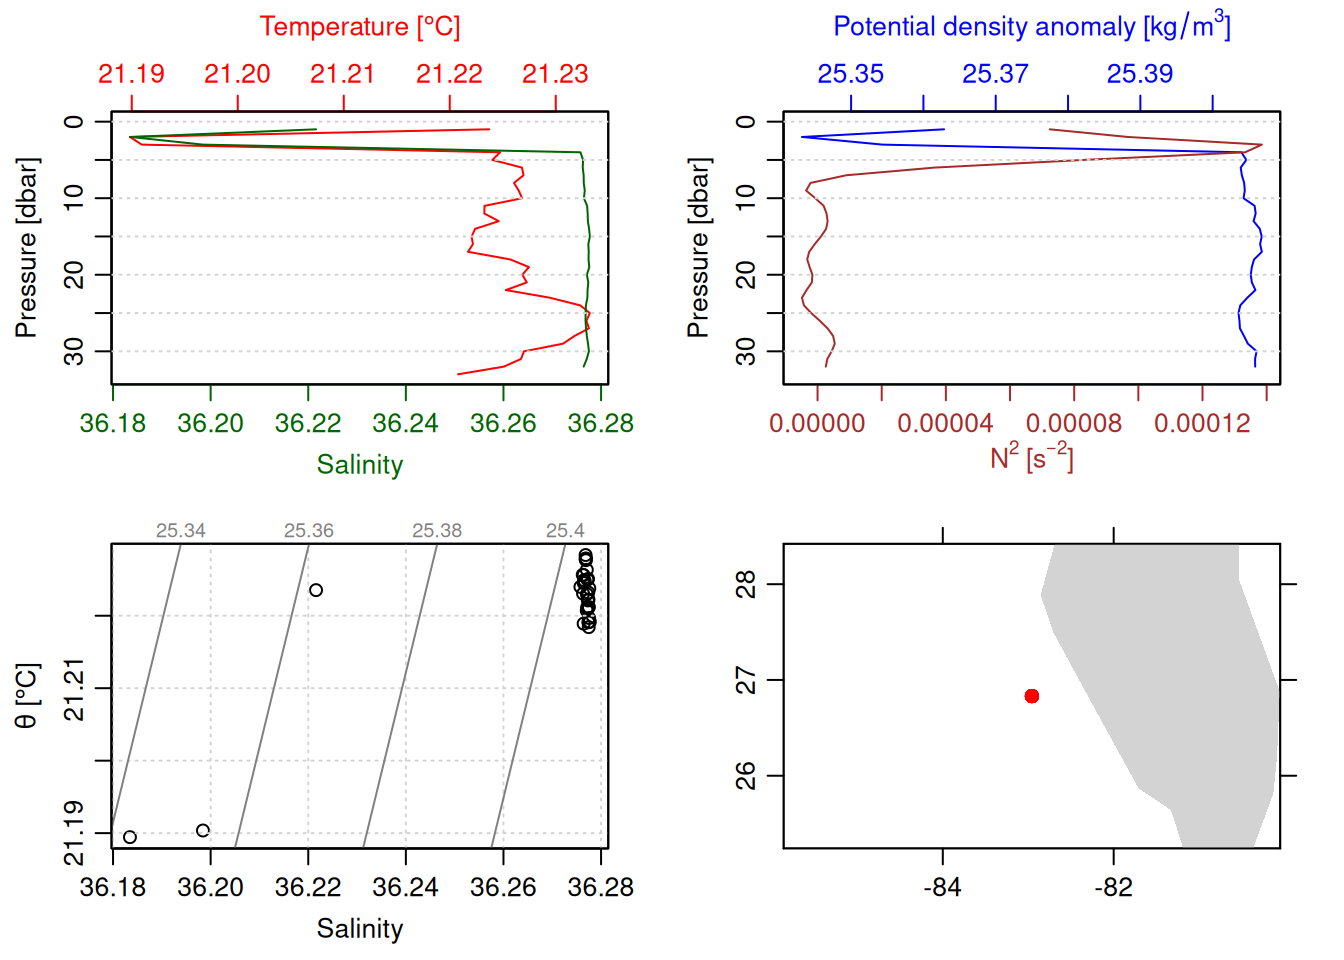 Temperature [°C]
21.19 21.20 21.21 21.22 21.23
Pressure [dbar]
0 10 20 30
36.18 36.20 36.22 36.24 36.26 36.28
Salinity
Potential density anomaly [kg/m³]
25.35 25.37 25.39
Pressure [dbar]
0 10 20 30
0.00000 0.00004 0.00008 0.00012
N² [s⁻²]
25.34 25.36 25.38 25.4
θ [°C]
21.19 21.21
36.18 36.20 36.22 36.24 36.26 36.28
Salinity
28
27
26
-84 -82